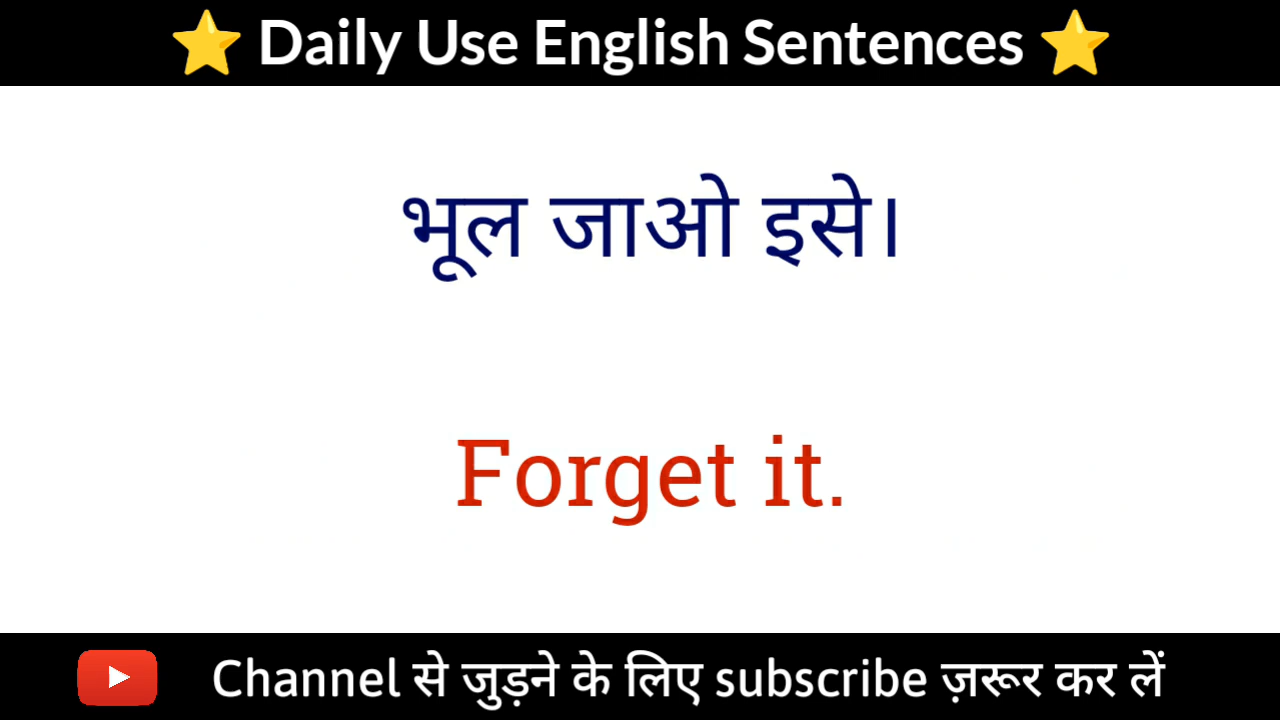 ⭐ Daily Use English Sentences ⭐
भूल जाओ इसे।
Forget it.
Channel से जुड़ने के लिए subscribe ज़रूर कर लें